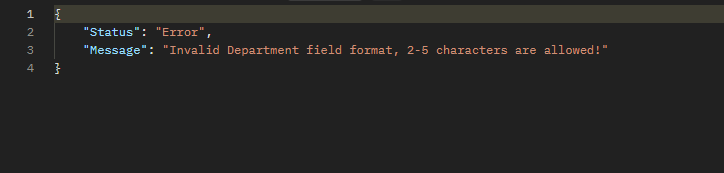 1 {
2 "Status": "Error",
3 "Message": "Invalid Department field format, 2-5 characters are allowed!"
4 }